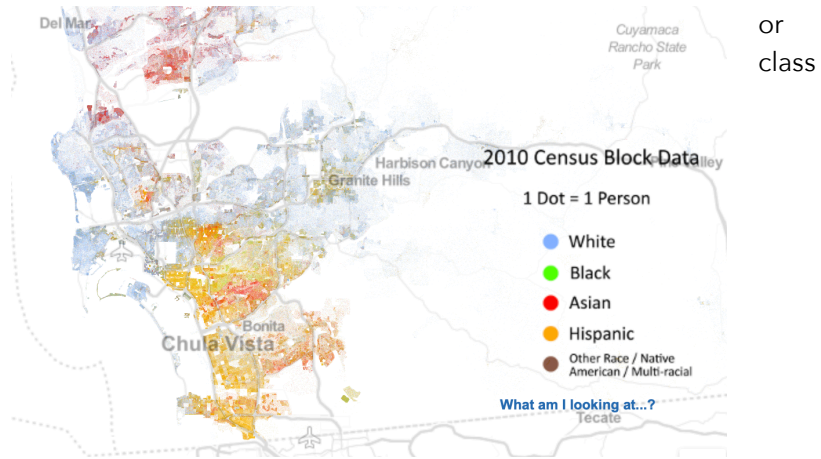 Del Mar
Cuyamaca
Rancho State
Park
or
class
2010 Census Block Data
Harbison Canyon
Pine Valley
Granite Hills
1 Dot = 1 Person
White
Black
Asian
Hispanic
Other Race / Native
American / Multi-racial
Bonita
Chula Vista
What am I looking at...?
Tecate